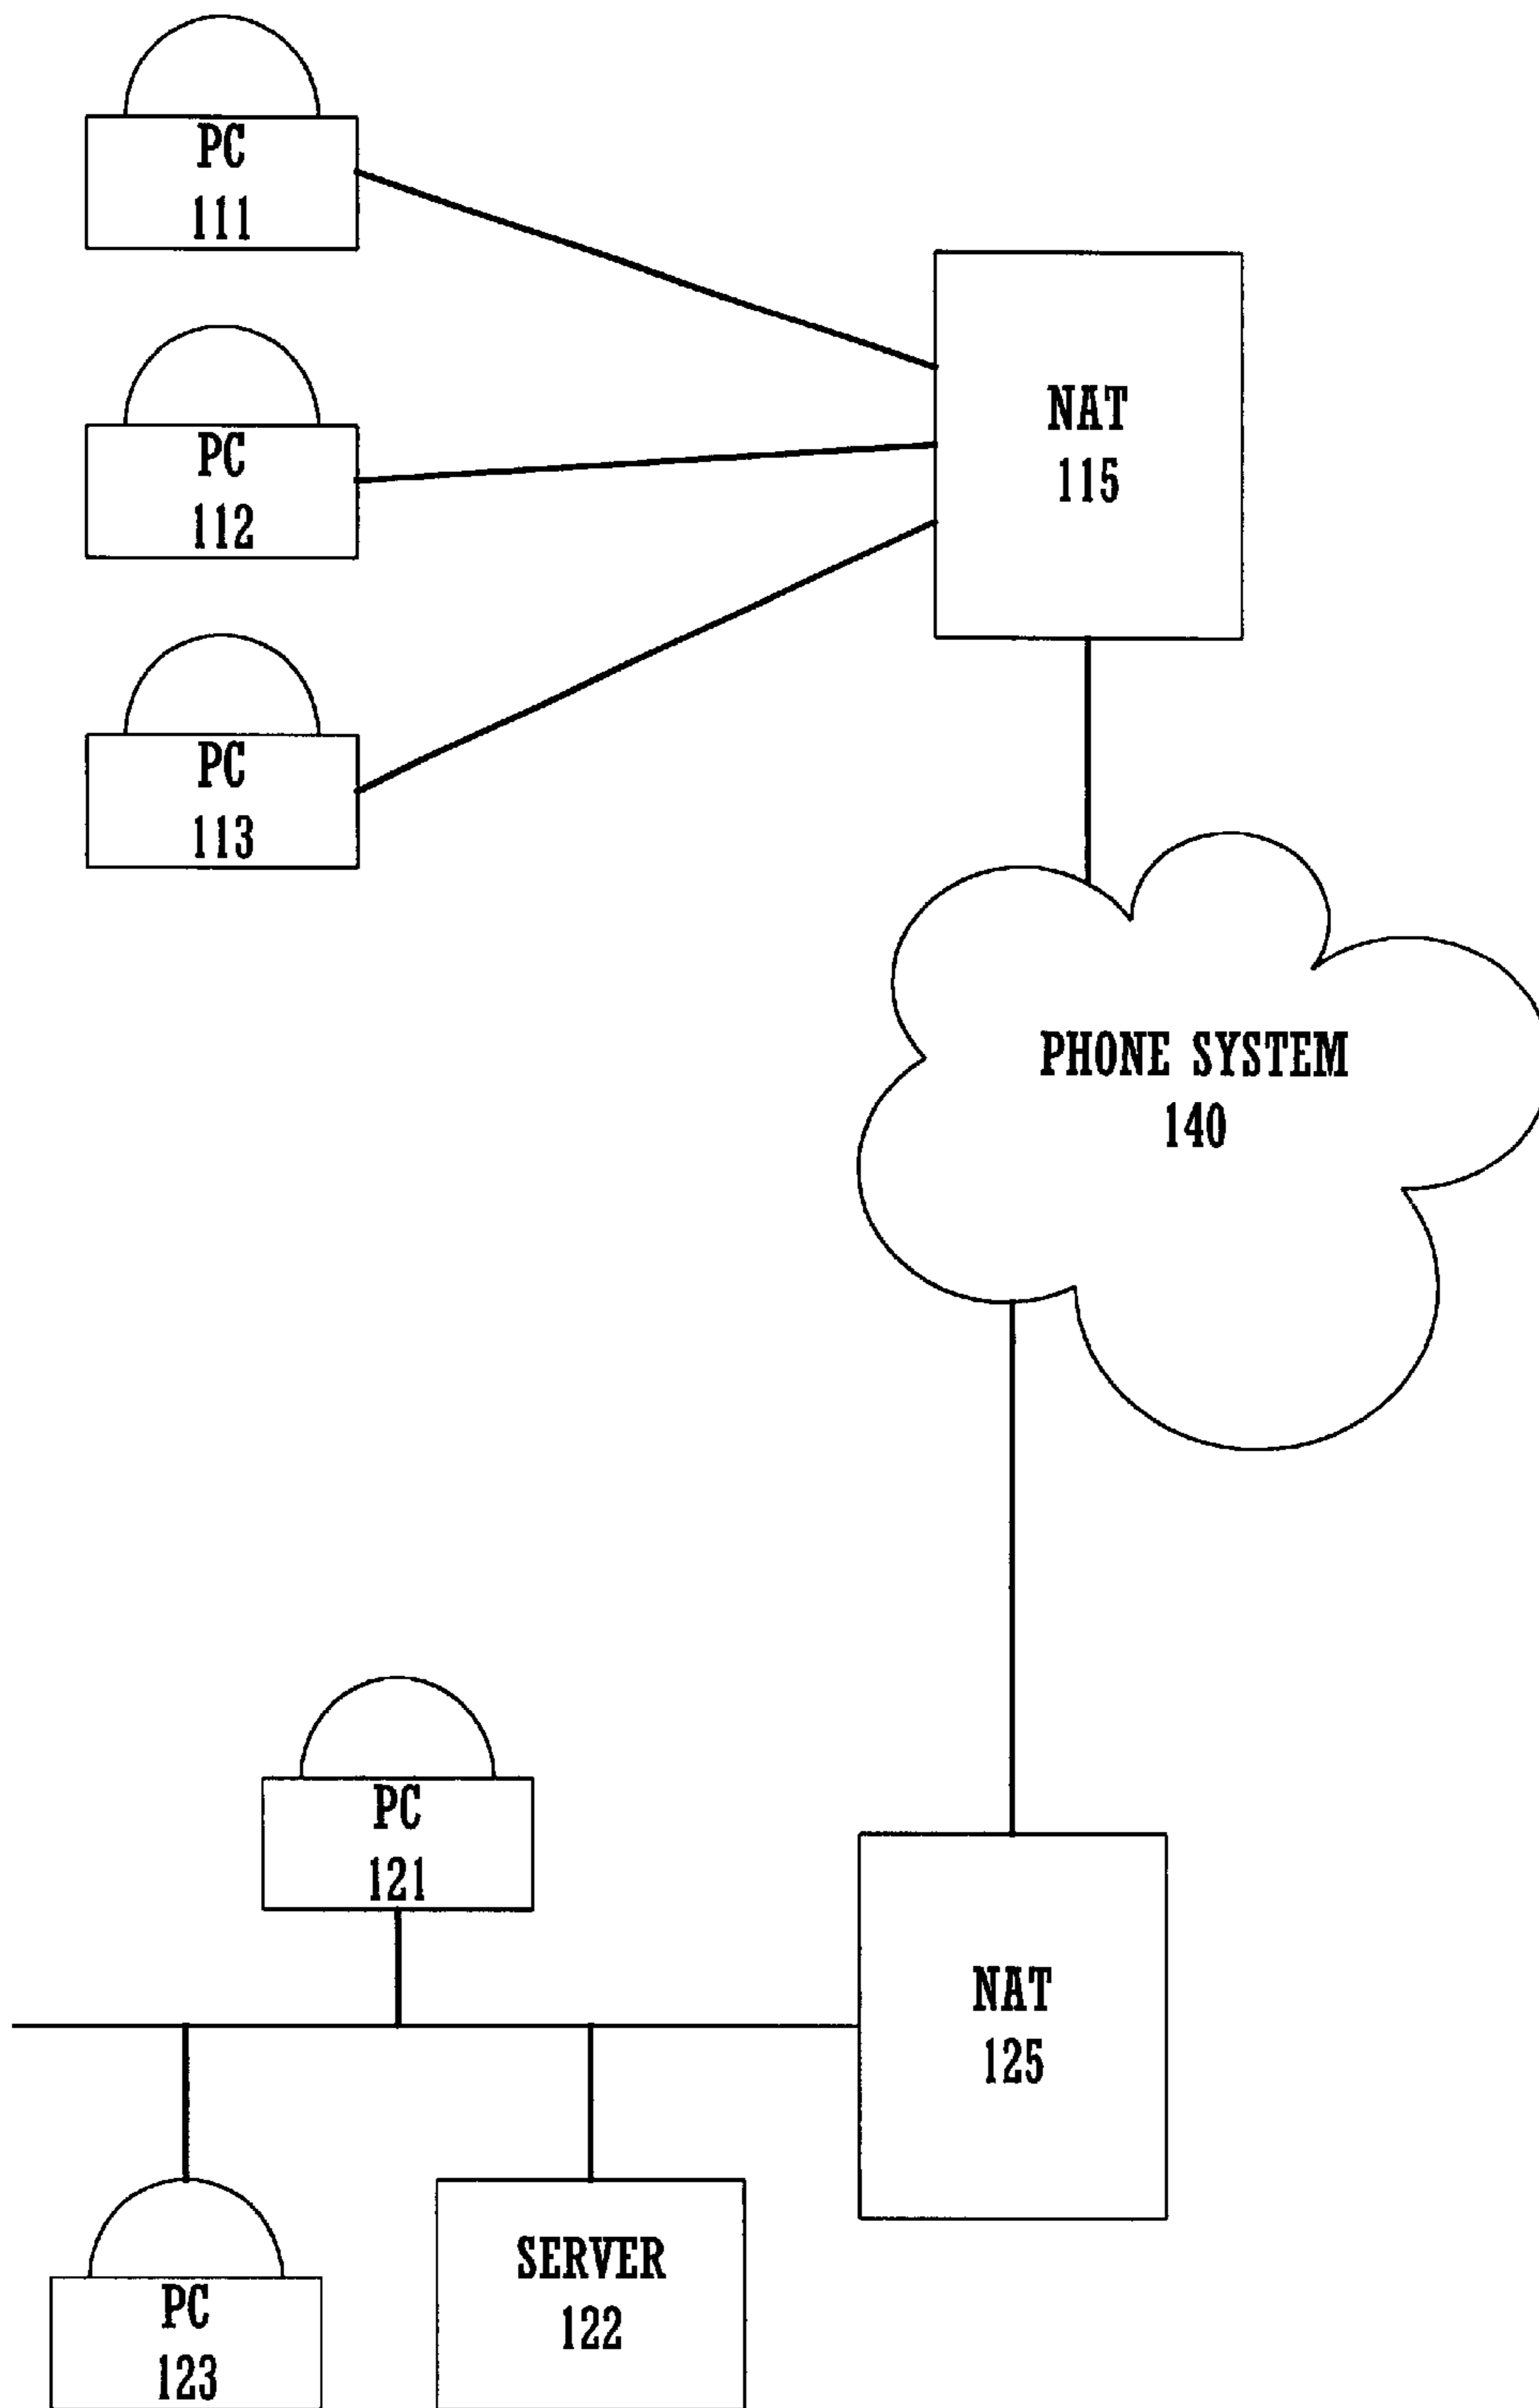 PC
111
PC
112
PC
113
NAT
115
PHONE SYSTEM
140
PC
121
NAT
125
SERVER
122
PC
123